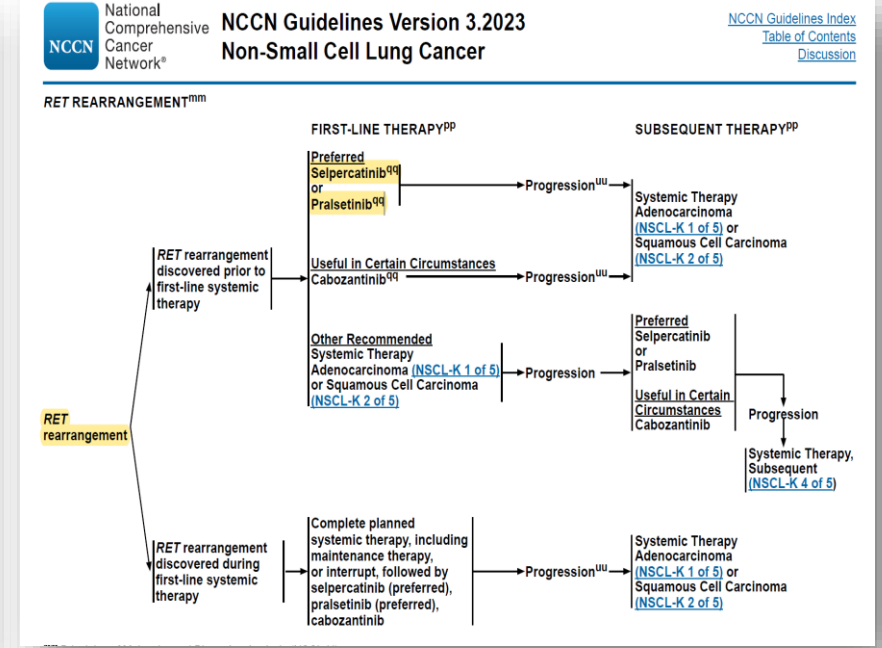 National
Comprehensive
NCCN Cancer
Network®
NCCN Guidelines Version 3.2023
Non-Small Cell Lung Cancer
NCCN Guidelines Index
Table of Contents
Discussion
RET REARRANGEMENTmm
FIRST-LINE THERAPYpp
SUBSEQUENT THERAPYpp
RET
rearrangement
RET rearrangement
discovered prior to
first-line systemic
therapy
Preferred
Selpercatinibqq
or
Pralsetinibqq
Progressionuu
Useful in Certain Circumstances
Cabozantinibqq
Progressionuu
Systemic Therapy
Adenocarcinoma
(NSCL-K 1 of 5) or
Squamous Cell Carcinoma
(NSCL-K 2 of 5)
Other Recommended
Systemic Therapy
Adenocarcinoma (NSCL-K 1 of 5)
or Squamous Cell Carcinoma
(NSCL-K 2 of 5)
Progression
Preferred
Selpercatinib
or
Pralsetinib
Useful in Certain
Circumstances
Cabozantinib
Progression
Systemic Therapy,
Subsequent
(NSCL-K 4 of 5)
RET rearrangement
discovered during
first-line systemic
therapy
Complete planned
systemic therapy, including
maintenance therapy,
or interrupt, followed by
selpercatinib (preferred),
pralsetinib (preferred),
cabozantinib
Progressionuu
Systemic Therapy
Adenocarcinoma
(NSCL-K 1 of 5) or
Squamous Cell Carcinoma
(NSCL-K 2 of 5)